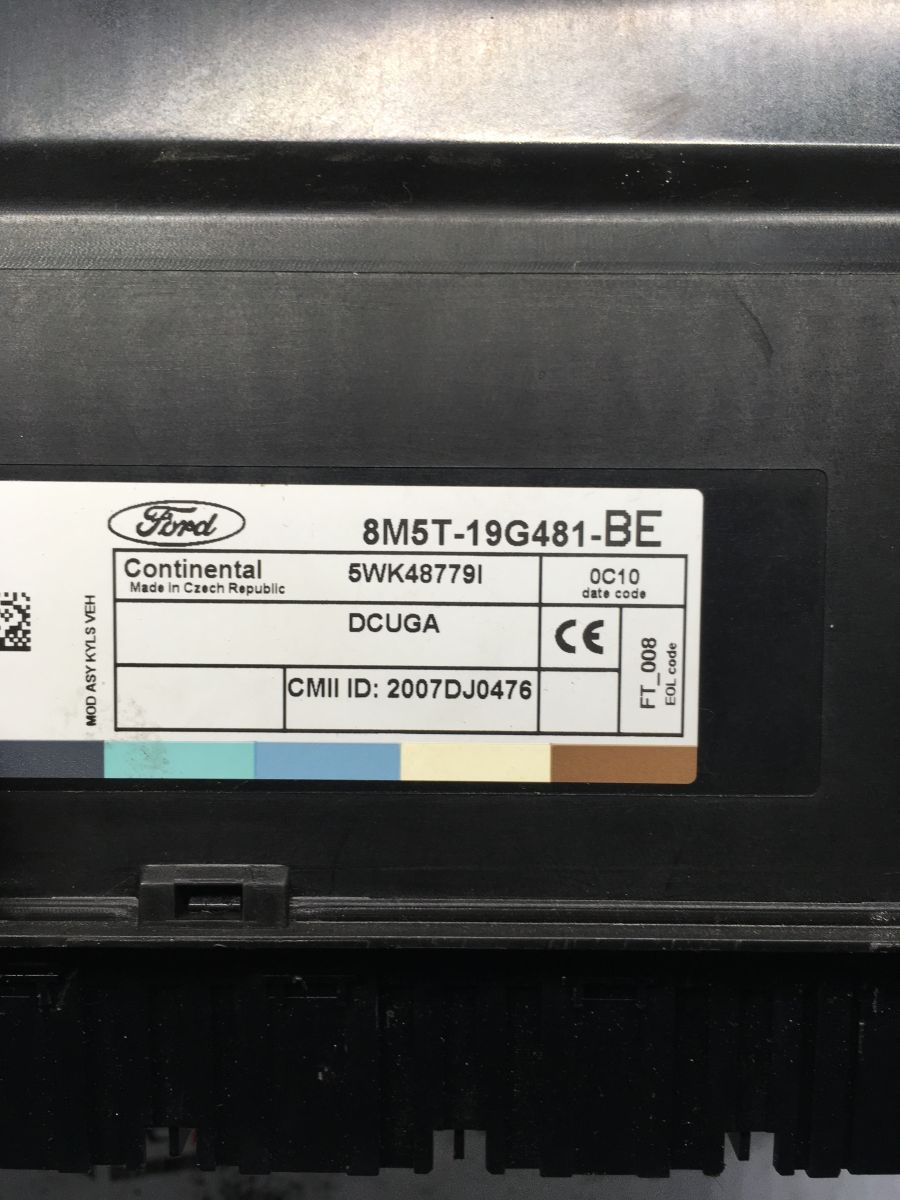 Ford
8M5T-19G481-BE
Continental
Made in Czech Republic
5WK48779I
0C10
date code
DCUGA
CE
CMII ID: 2007DJ0476
FT_008
EOL code
MOD ASY KYLS VEH